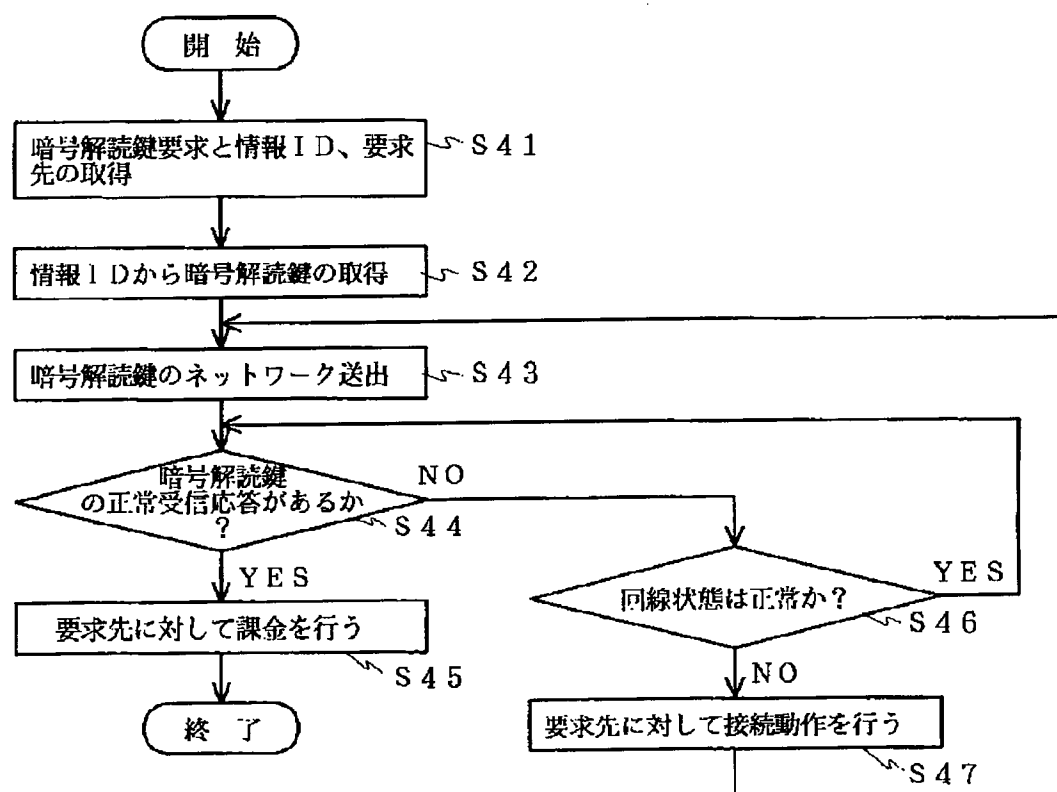 開 始
暗号解読鍵要求と情報ID、要求
先の取得
S41
情報IDから暗号解読鍵の取得
S42
暗号解読鍵のネットワーク送出
S43
暗号解読鍵
の正常受信応答があるか
?
NO
S44
YES
回線状態は正常か?
YES
S46
要求先に対して課金を行う
S45
NO
終 了
要求先に対して接続動作を行う
S47